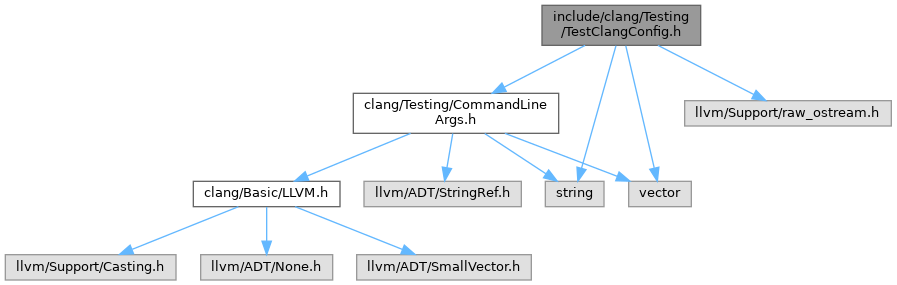 include/clang/Testing
/TestClangConfig.h
clang/Testing/CommandLine
Args.h
llvm/Support/raw_ostream.h
clang/Basic/LLVM.h
llvm/ADT/StringRef.h
string
vector
llvm/Support/Casting.h
llvm/ADT/None.h
llvm/ADT/SmallVector.h